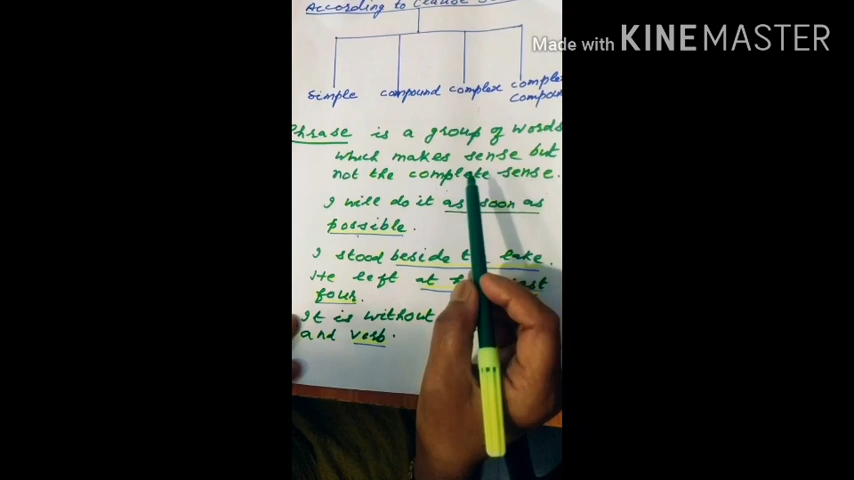 According to Clause
Made with KINEMASTER
Simple compound complex
Phrase is a group of words
which makes sense but
not the complete sense.
I will do it as soon as
possible.
I stood beside the lake.
He left at
four.
It is without
and verb.